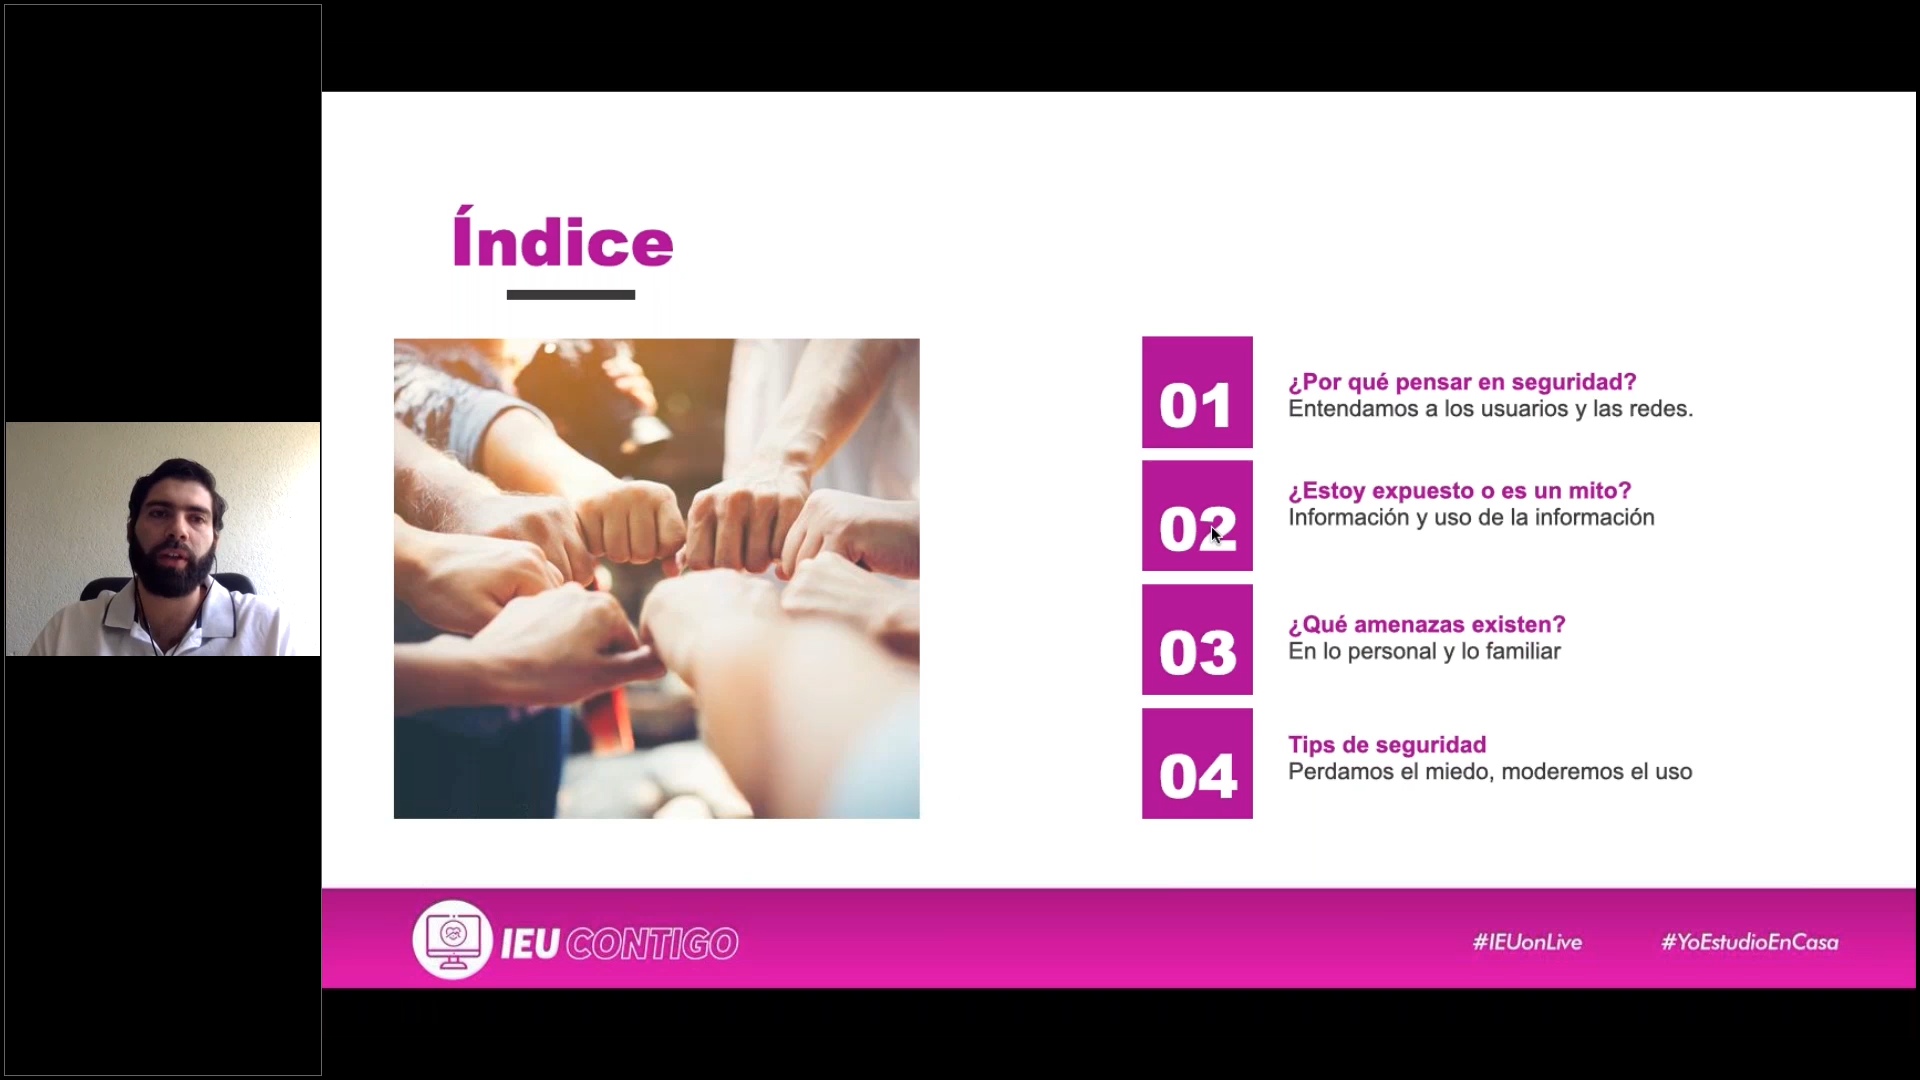 Índice
01
¿Por qué pensar en seguridad?
Entendamos a los usuarios y las redes.
02
¿Estoy expuesto o es un mito?
Información y uso de la información
03
¿Qué amenazas existen?
En lo personal y lo familiar
04
Tips de seguridad
Perdamos el miedo, moderemos el uso
IEU CONTIGO
#IEUonLive
#YoEstudioEnCasa